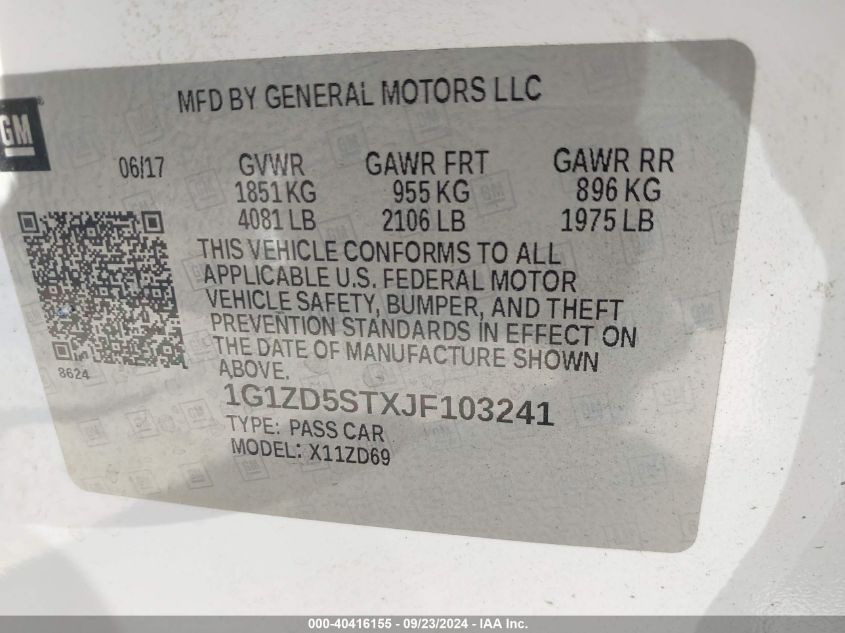 MFD BY GENERAL MOTORS LLC
GM
06/17 GVWR GAWR FRT GAWR RR
1851 KG 955 KG 896 KG
4081 LB 2106 LB 1975 LB
THIS VEHICLE CONFORMS TO ALL
APPLICABLE U.S. FEDERAL MOTOR
VEHICLE SAFETY, BUMPER, AND THEFT
PREVENTION STANDARDS IN EFFECT ON
THE DATE OF MANUFACTURE SHOWN
ABOVE.
8624
1G1ZD5STXJF103241
TYPE: PASS CAR
MODEL: X11ZD69
000-40416155 - 09/23/2024 - IAA Inc.